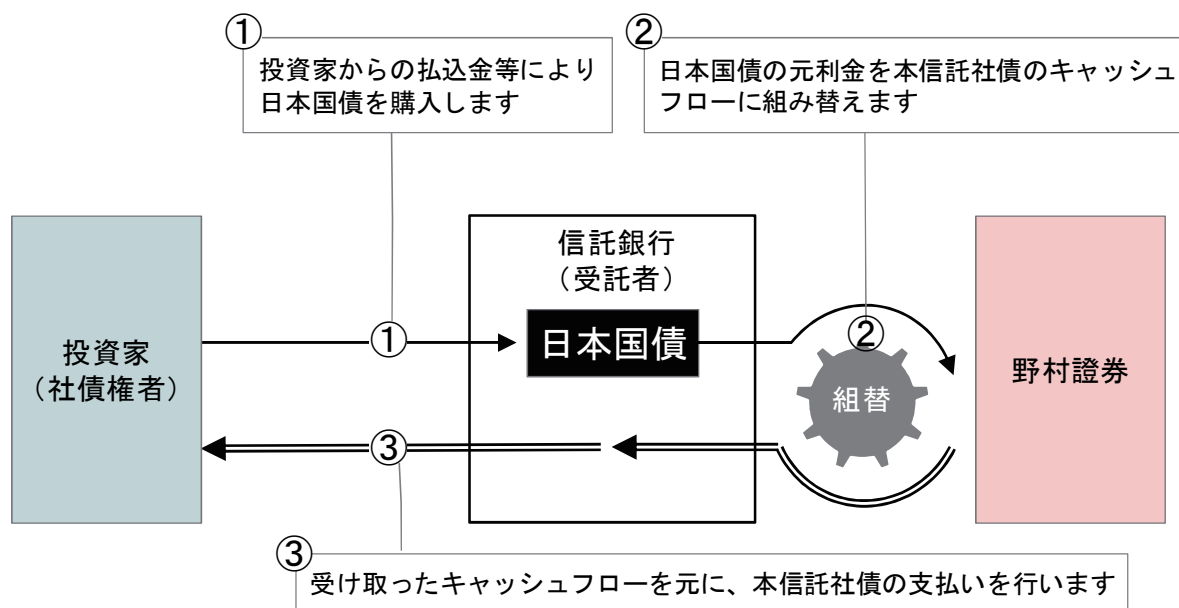 ①
投資家からの払込金等により
日本国債を購入します
②
日本国債の元利金を本信託社債のキャッシュ
フローに組み替えます
投資家
（社債権者）
①
信託銀行
（受託者）
日本国債
②
組替
野村證券
③
③
受け取ったキャッシュフローを元に、本信託社債の支払いを行います